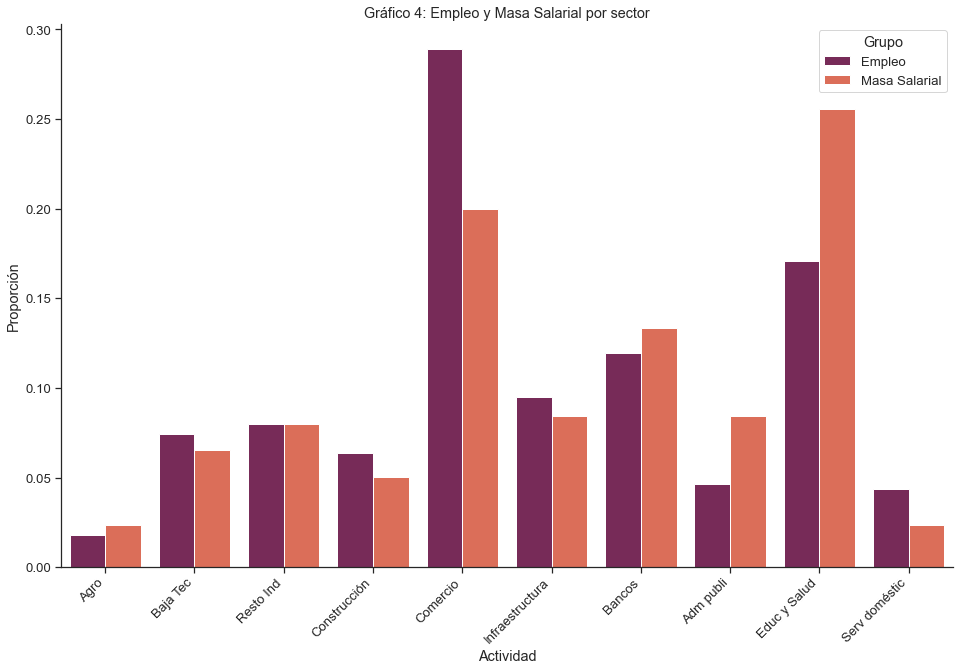 Gráfico 4: Empleo y Masa Salarial por sector
Grupo
Empleo
Masa Salarial
Proporción
0.30
0.25
0.20
0.15
0.10
0.05
0.00
Agro
Baja Tec
Resto Ind
Construcción
Comercio
Infraestructura
Bancos
Adm publi
Educ y Salud
Serv doméstic
Actividad